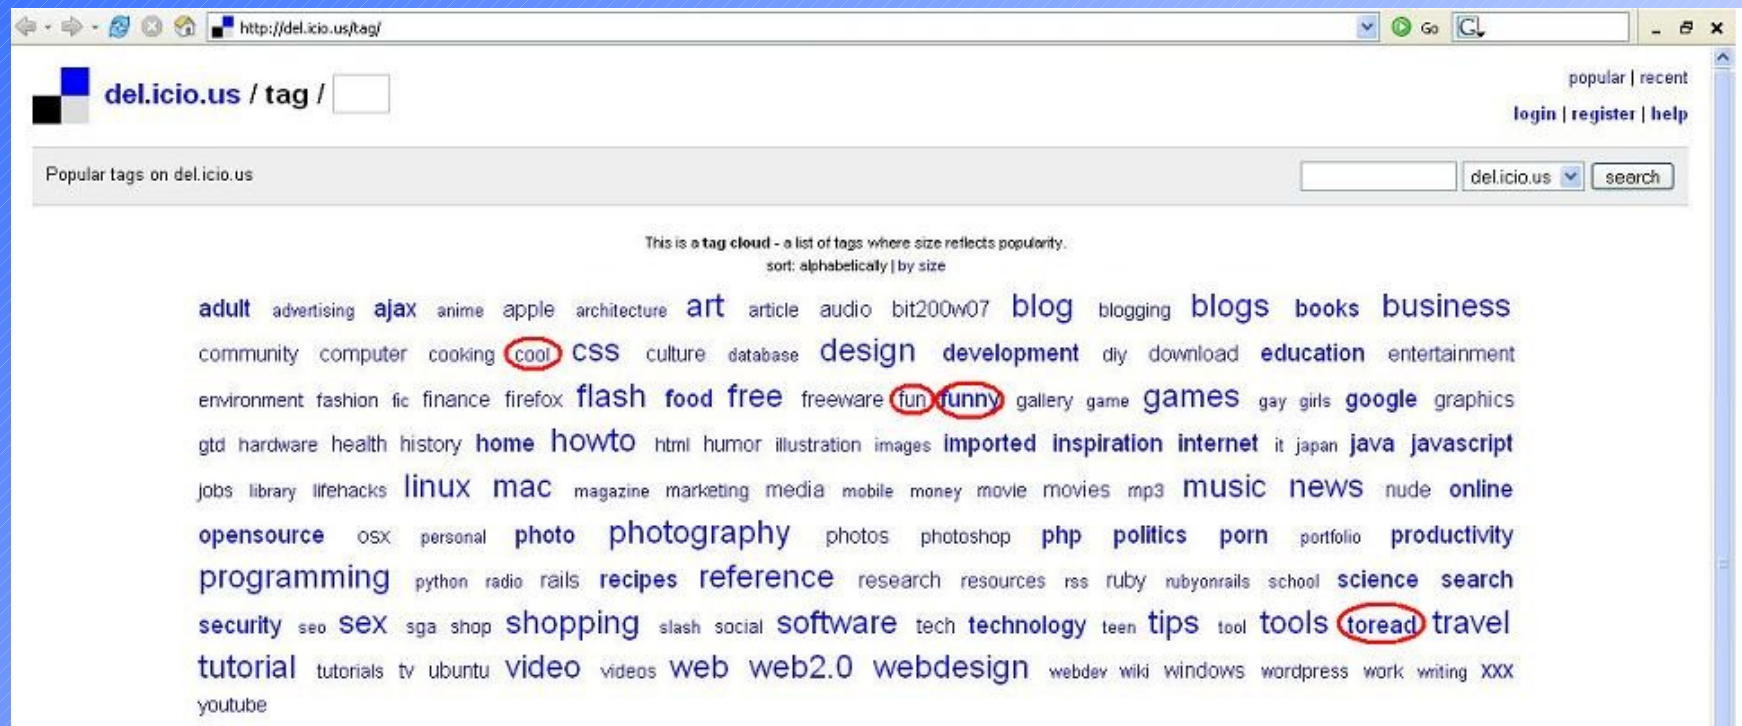 http://del.icio.us/tag/
Go
del.icio.us / tag /
popular | recent
login | register | help
Popular tags on del.icio.us
del.icio.us
search
This is a tag cloud - a list of tags where size reflects popularity.
sort: alphabetically | by size
adult advertising ajax anime apple architecture art article audio bit200w07 blog blogging blogs books business
community computer cooking cool css culture database design development diy download education entertainment
environment fashion fic finance firefox flash food free freeware fun funny gallery game games gay girls google graphics
gtd hardware health history home howto html humor illustration images imported inspiration internet it japan java javascript
jobs library lifehacks linux mac magazine marketing media mobile money movie movies mp3 music news nude online
opensource osx personal photo photography photos photoshop php politics porn portfolio productivity
programming python radio rails recipes reference research resources rss ruby rubyonrails school science search
security seo sex sga shop shopping slash social software tech technology teen tips tool tools toread travel
tutorial tutorials tv ubuntu video videos web web2.0 webdesign webdev wiki windows wordpress work writing xxx
youtube